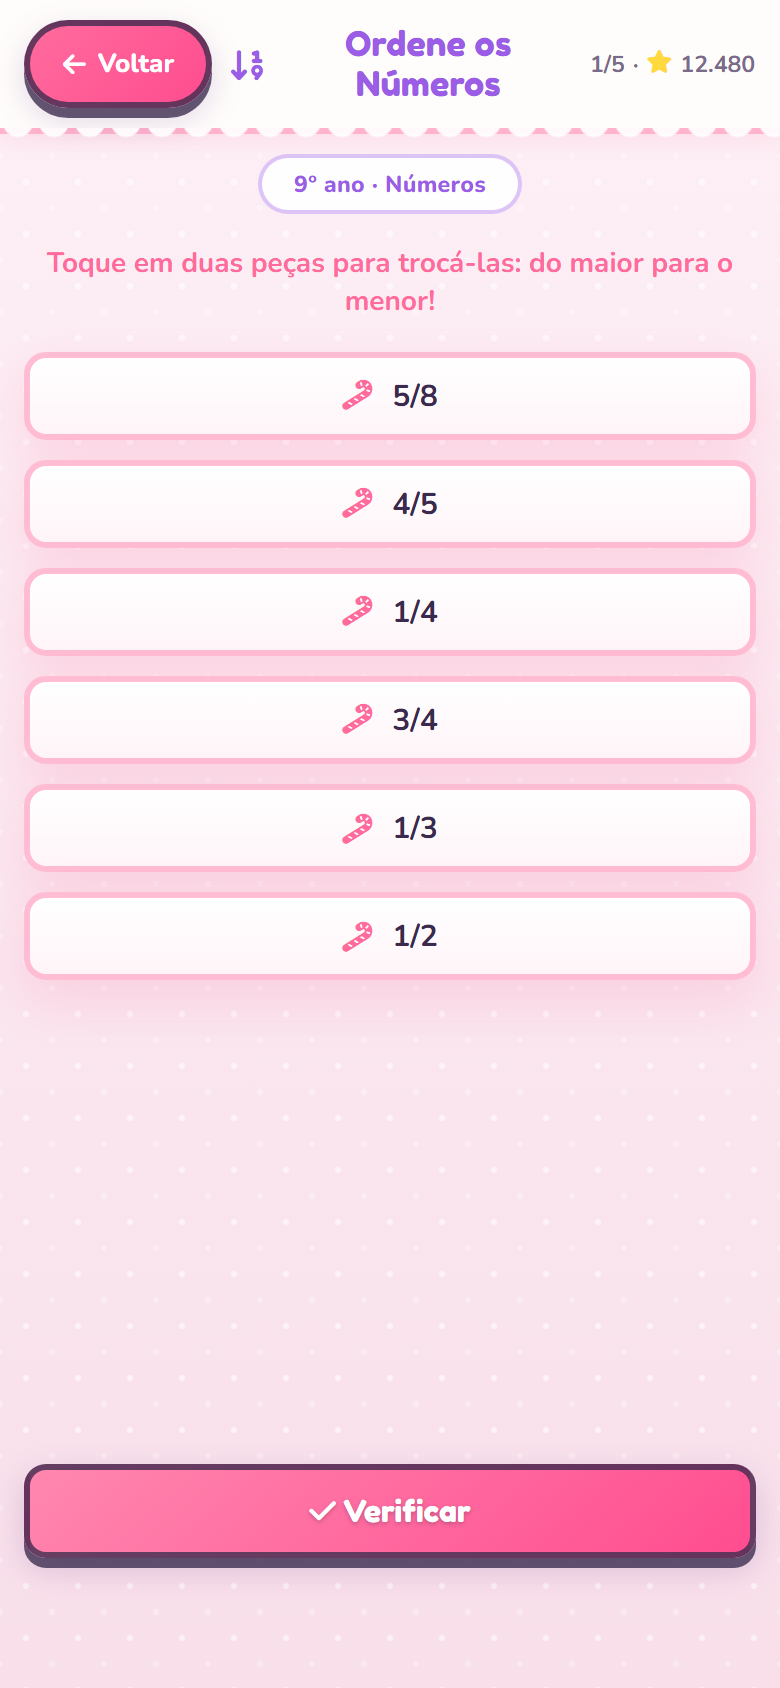 Voltar
Ordene os
Números
1/5 · 12.480
9º ano · Números
Toque em duas peças para trocá-las: do maior para o
menor!
5/8
4/5
1/4
3/4
1/3
1/2
Verificar